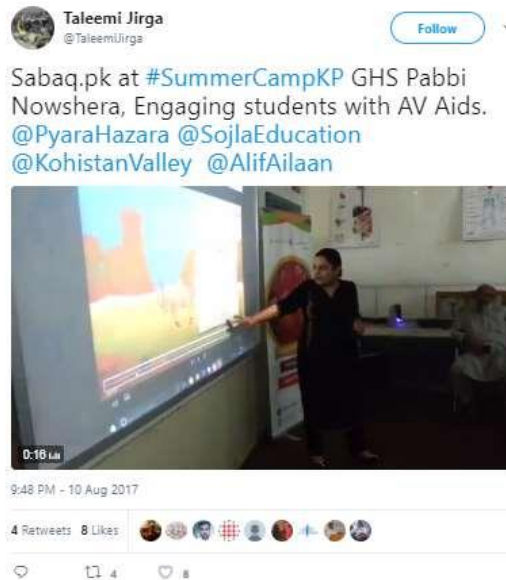 Taleemi Jirga
@TaleemiJirga
Follow
Sabaq.pk at #SummerCampKP GHS Pabbi
Nowshera, Engaging students with AV Aids.
@PyaraHazara @SojlaEducation
@KohistanValley @AlifAilaan
0:16
9:48 PM - 10 Aug 2017
4 Retweets 8 Likes
4 8